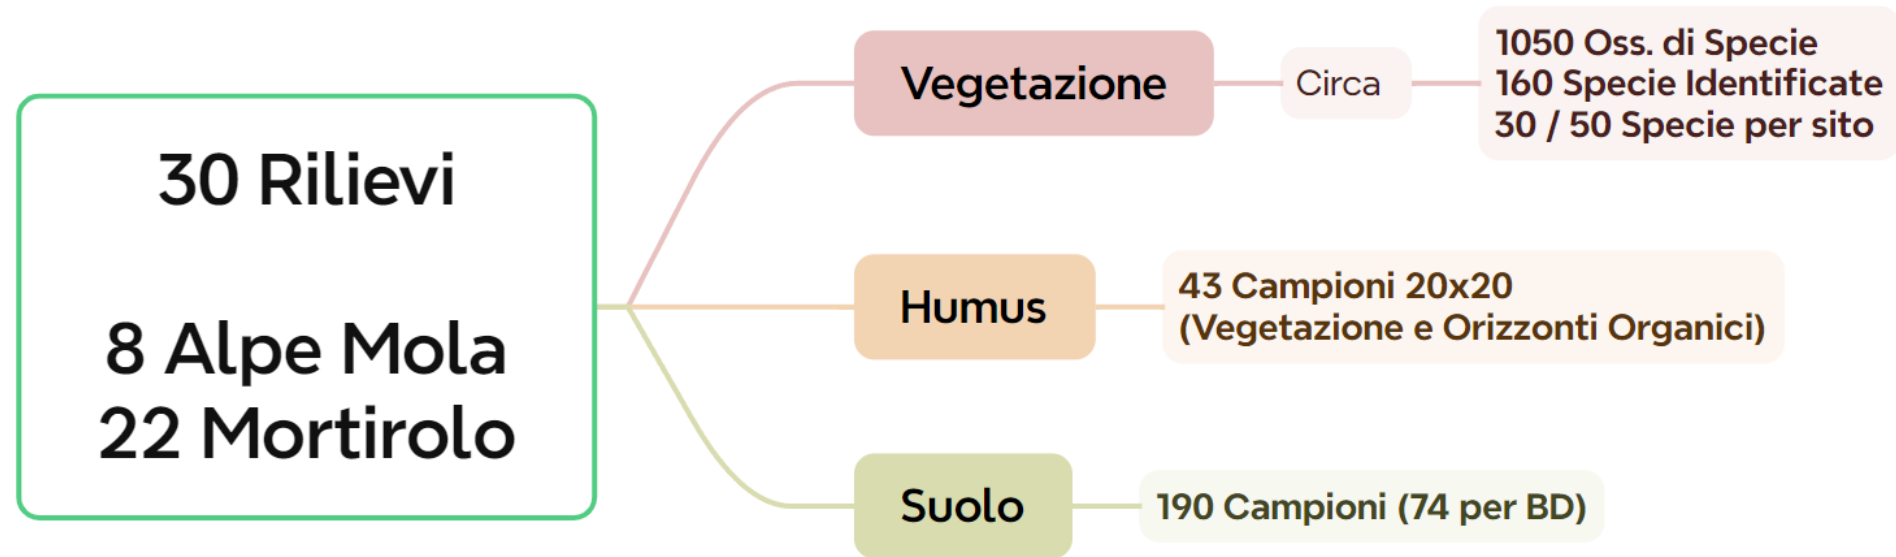 30 Rilievi
8 Alpe Mola
22 Mortirolo
Vegetazione
Circa
1050 Oss. di Specie
160 Specie Identificate
30 / 50 Specie per sito
Humus
43 Campioni 20x20
(Vegetazione e Orizzonti Organici)
Suolo
190 Campioni (74 per BD)